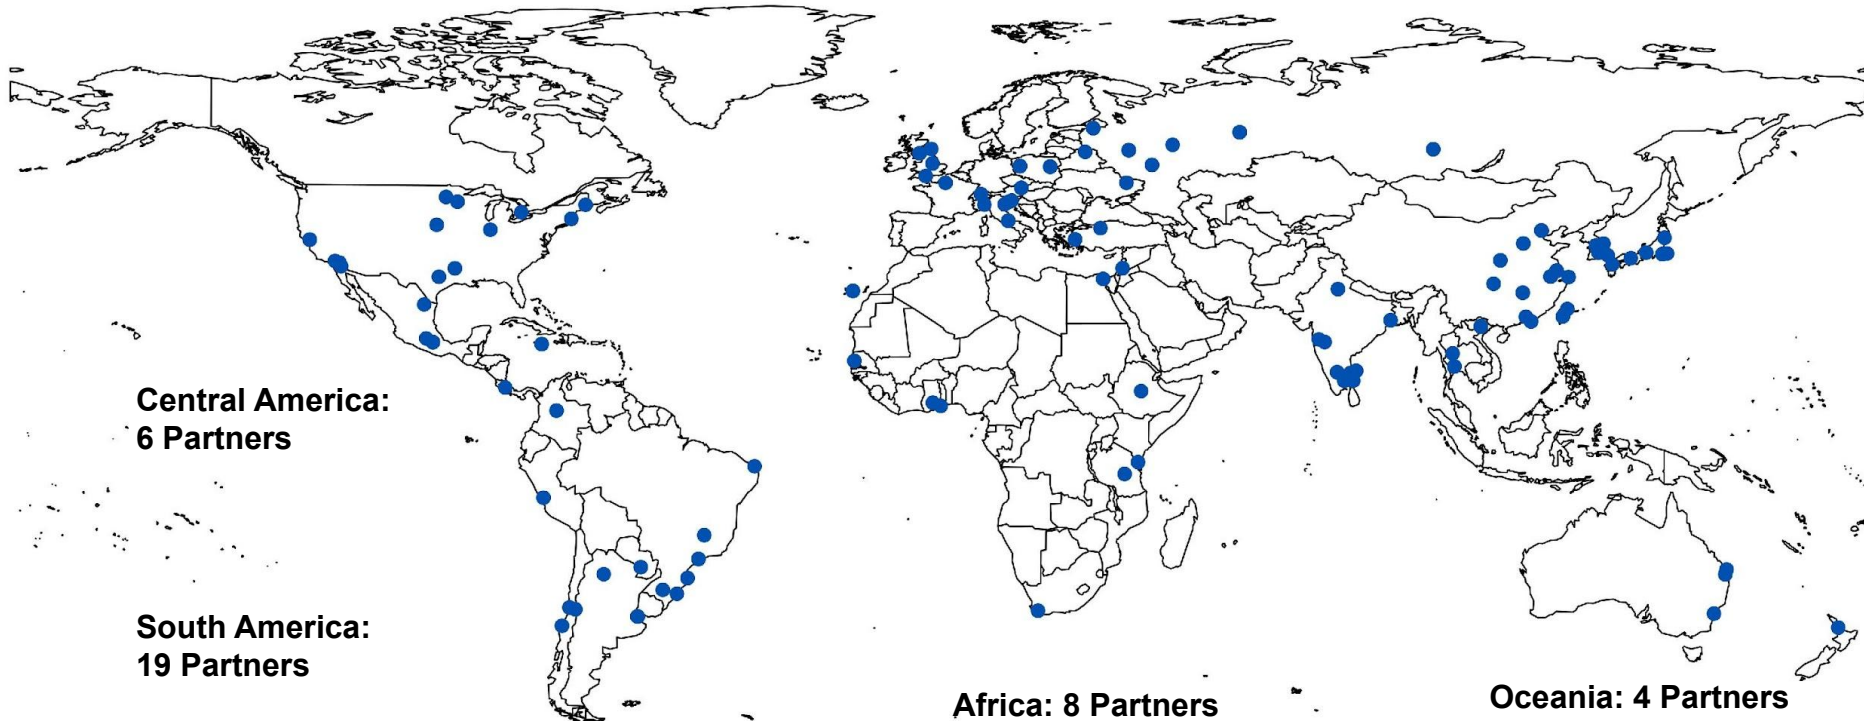 Central America:
6 Partners
South America:
19 Partners
Africa: 8 Partners
Oceania: 4 Partners